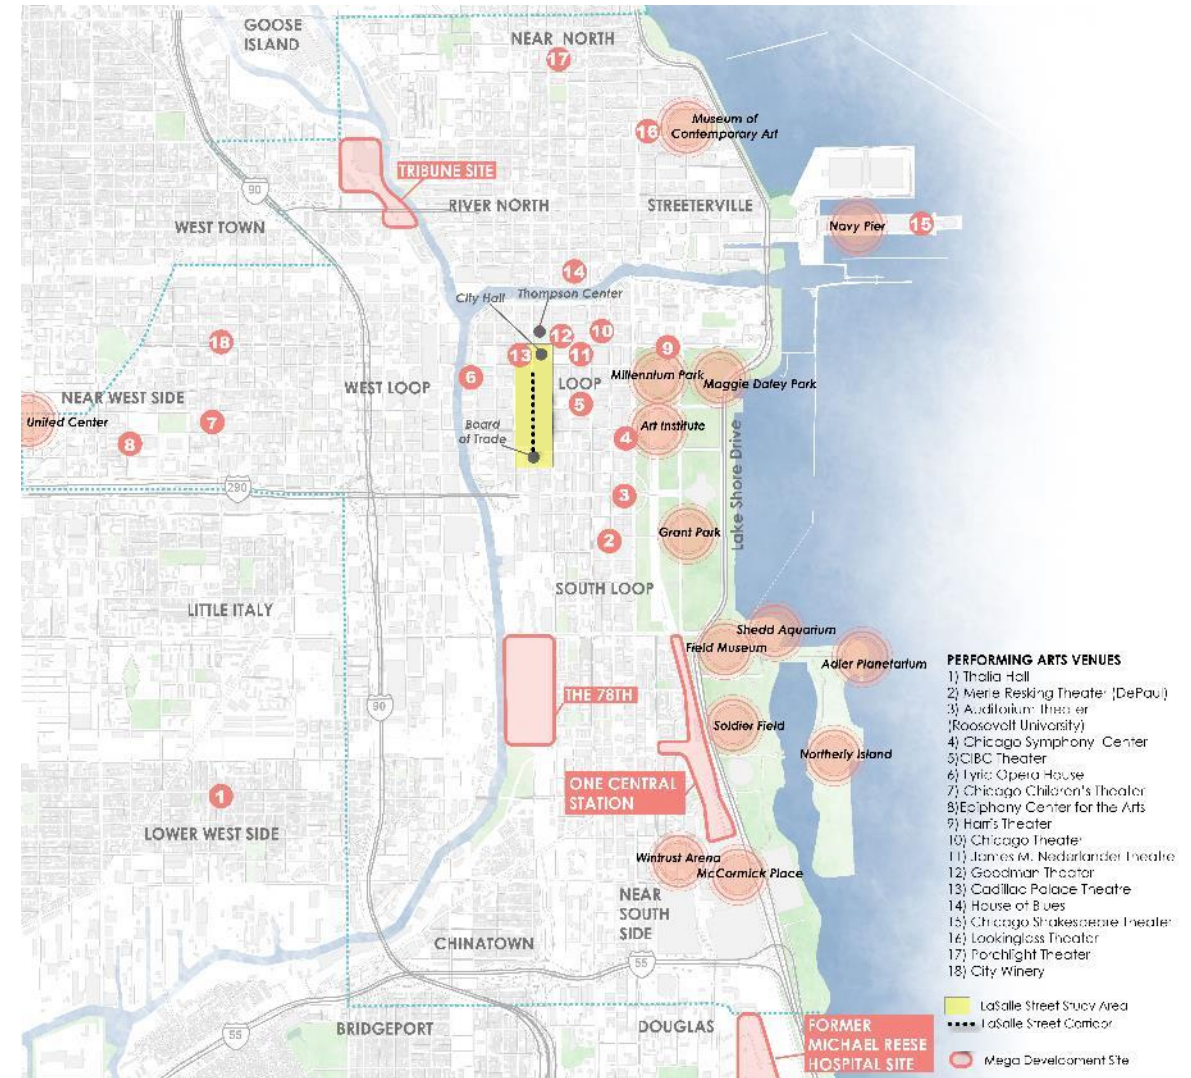 GOOSE
ISLAND
NEAR NORTH
17
Museum of
Contemporary Art
16
TRIBUNE SITE
90
RIVER NORTH
STREETERVILLE
WEST TOWN
Navy Pier
15
14
City Hall
Thompson Center
12
10
18
13
11
9
6
WEST LOOP
LOOP
Millennium Park
Maggie Daley Park
NEAR WEST SIDE
5
United Center
7
8
Board
of Trade
4
Art Institute
Lake Shore Drive
290
3
2
Grant Park
SOUTH LOOP
LITTLE ITALY
Shedd Aquarium
Field Museum
Adler Planetarium
THE 78TH
90
Soldier Field
Northerly Island
ONE CENTRAL
STATION
1
LOWER WEST SIDE
Wintrust Arena
McCormick Place
NEAR
SOUTH
SIDE
CHINATOWN
55
55
BRIDGEPORT
DOUGLAS
FORMER
MICHAEL REESE
HOSPITAL SITE
PERFORMING ARTS VENUES
1) Thalia Hall
2) Merle Resking Theater (DePaul)
3) Auditorium Theater
(Roosevelt University)
4) Chicago Symphony Center
5)CIBC Theater
6) Lyric Opera House
7) Chicago Children's Theater
8)Epiphany Center for the Arts
9) Harris Theater
10) Chicago Theater
11) James M. Nederlander Theatre
12) Goodman Theater
13) Cadillac Palace Theatre
14) House of Blues
15) Chicago Shakespeare Theater
16) Lookinglass Theater
17) Porchlight Theater
18) City Winery
LaSalle Street Study Area
LaSalle Street Corridor
Mega Development Site